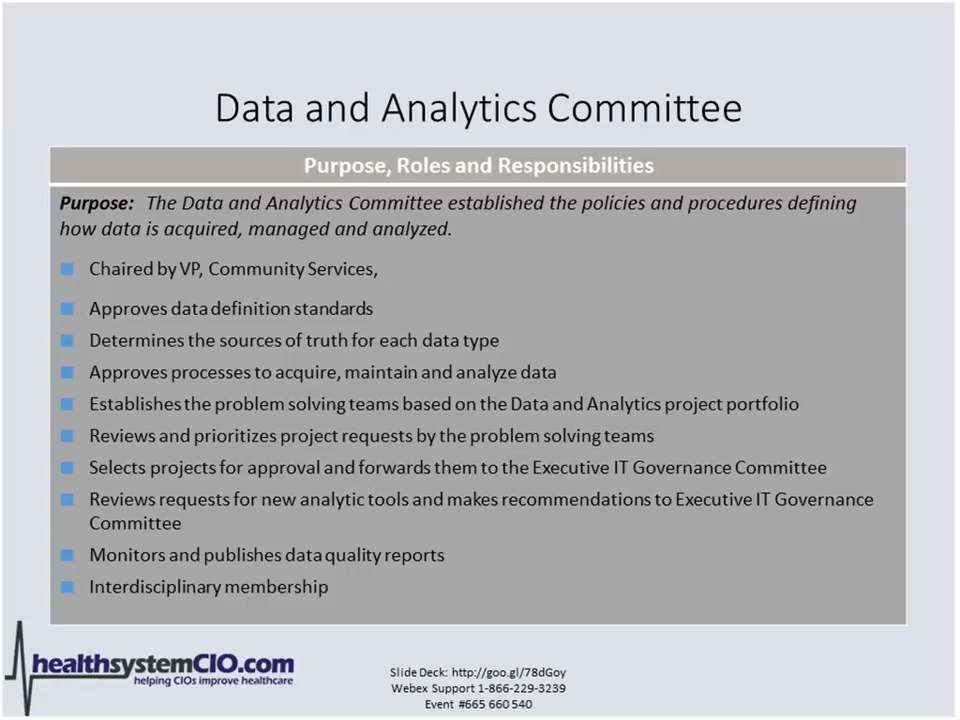 Data and Analytics Committee
Purpose, Roles and Responsibilities
Purpose: The Data and Analytics Committee established the policies and procedures defining
how data is acquired, managed and analyzed.
Chaired by VP, Community Services,
Approves data definition standards
Determines the sources of truth for each data type
Approves processes to acquire, maintain and analyze data
Establishes the problem solving teams based on the Data and Analytics project portfolio
Reviews and prioritizes project requests by the problem solving teams
Selects projects for approval and forwards them to the Executive IT Governance Committee
Reviews requests for new analytic tools and makes recommendations to Executive IT Governance
Committee
Monitors and publishes data quality reports
Interdisciplinary membership
healthsystemCIO.com
helping CIOs improve healthcare
Slide Deck: http://goo.gl/78dGoy
Webex Support 1-866-229-3239
Event #665 660 540